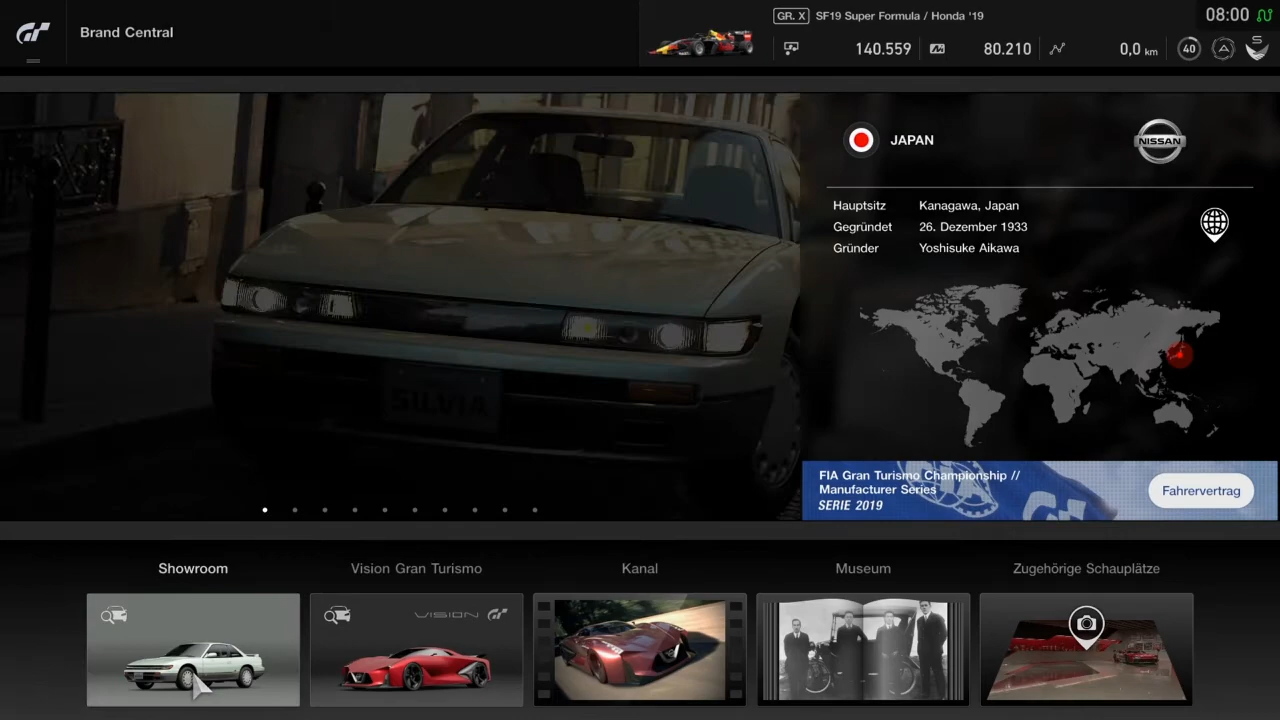 Brand Central
GR. X SF19 Super Formula / Honda '19
08:00
140.559
80.210
0,0 km
40
A
S
JAPAN
NISSAN
Hauptsitz Kanagawa, Japan
Gegründet 26. Dezember 1933
Gründer Yoshisuke Aikawa
SILVIA
FIA Gran Turismo Championship //
Manufacturer Series
SERIE 2019
Fahrervertrag
Showroom
Vision Gran Turismo
Kanal
Museum
Zugehörige Schauplätze
VISION GT